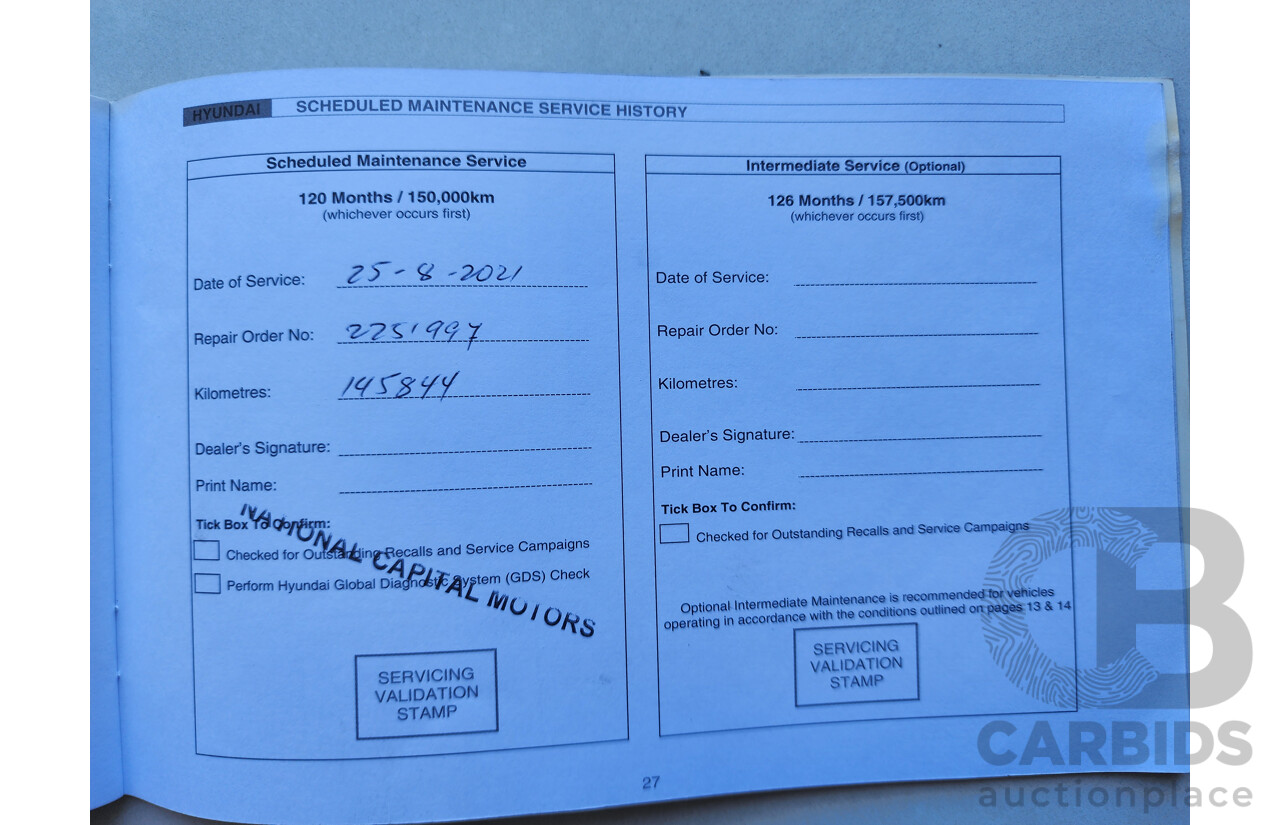 HYUNDAI SCHEDULED MAINTENANCE SERVICE HISTORY
Scheduled Maintenance Service
120 Months / 150,000km
(whichever occurs first)
Date of Service: 25-8-2021
Repair Order No: 2251997
Kilometres: 145844
Dealer's Signature:
Print Name:
Tick Box To Confirm:
Checked for Outstanding Recalls and Service Campaigns
Perform Hyundai Global Diagnostic System (GDS) Check
NATIONAL CAPITAL MOTORS
SERVICING
VALIDATION
STAMP
Intermediate Service (Optional)
126 Months / 157,500km
(whichever occurs first)
Date of Service:
Repair Order No:
Kilometres:
Dealer's Signature:
Print Name:
Tick Box To Confirm:
Checked for Outstanding Recalls and Service Campaigns
Optional Intermediate Maintenance is recommended for vehicles
operating in accordance with the conditions outlined on pages 13 & 14
SERVICING
VALIDATION
STAMP
27
CB
CARBIDS
auctionplace